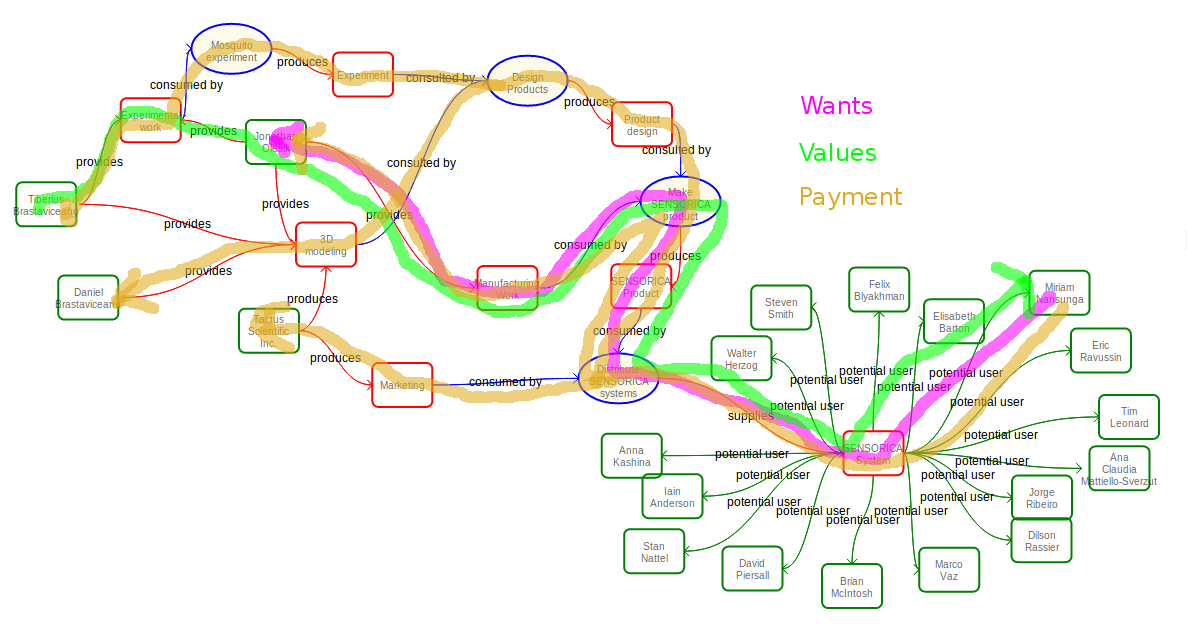 Mosquito
experiment
produces
Experiment
consulted by
Design
Products
consumed by
produces
Product
design
consumed by
Wants
Values
Payment
Experimental
work
provides
Jonathan
provides
consulted by
provides
Tiberius
Brastaviceanu
provides
provides
3D
modeling
Make
SENSORICA
product
consumed by
produces
provides
Daniel
Brastaviceanu
Manufacturing
Work
SENSORICA
Product
produces
Tactus
Scientific
Inc.
consumed by
produces
Marketing
consumed by
Distribute
SENSORICA
systems
supplies
SENSORICA
System
Felix
Blyakhman
Miriam
Nansunga
Steven
Smith
Elisabeth
Barton
Walter
Herzog
Eric
Ravussin
potential user
potential user
potential user
potential user
potential user
potential user
Tim
Leonard
potential user
Anna
Kashina
potential user
potential user
Ana
Claudia
Mattiello-Sverzut
potential user
potential user
Iain
Anderson
potential user
potential user
Jorge
Ribeiro
potential user
potential user
potential user
Stan
Nattel
Dilson
Rassier
David
Piersall
Marco
Vaz
Brian
McIntosh